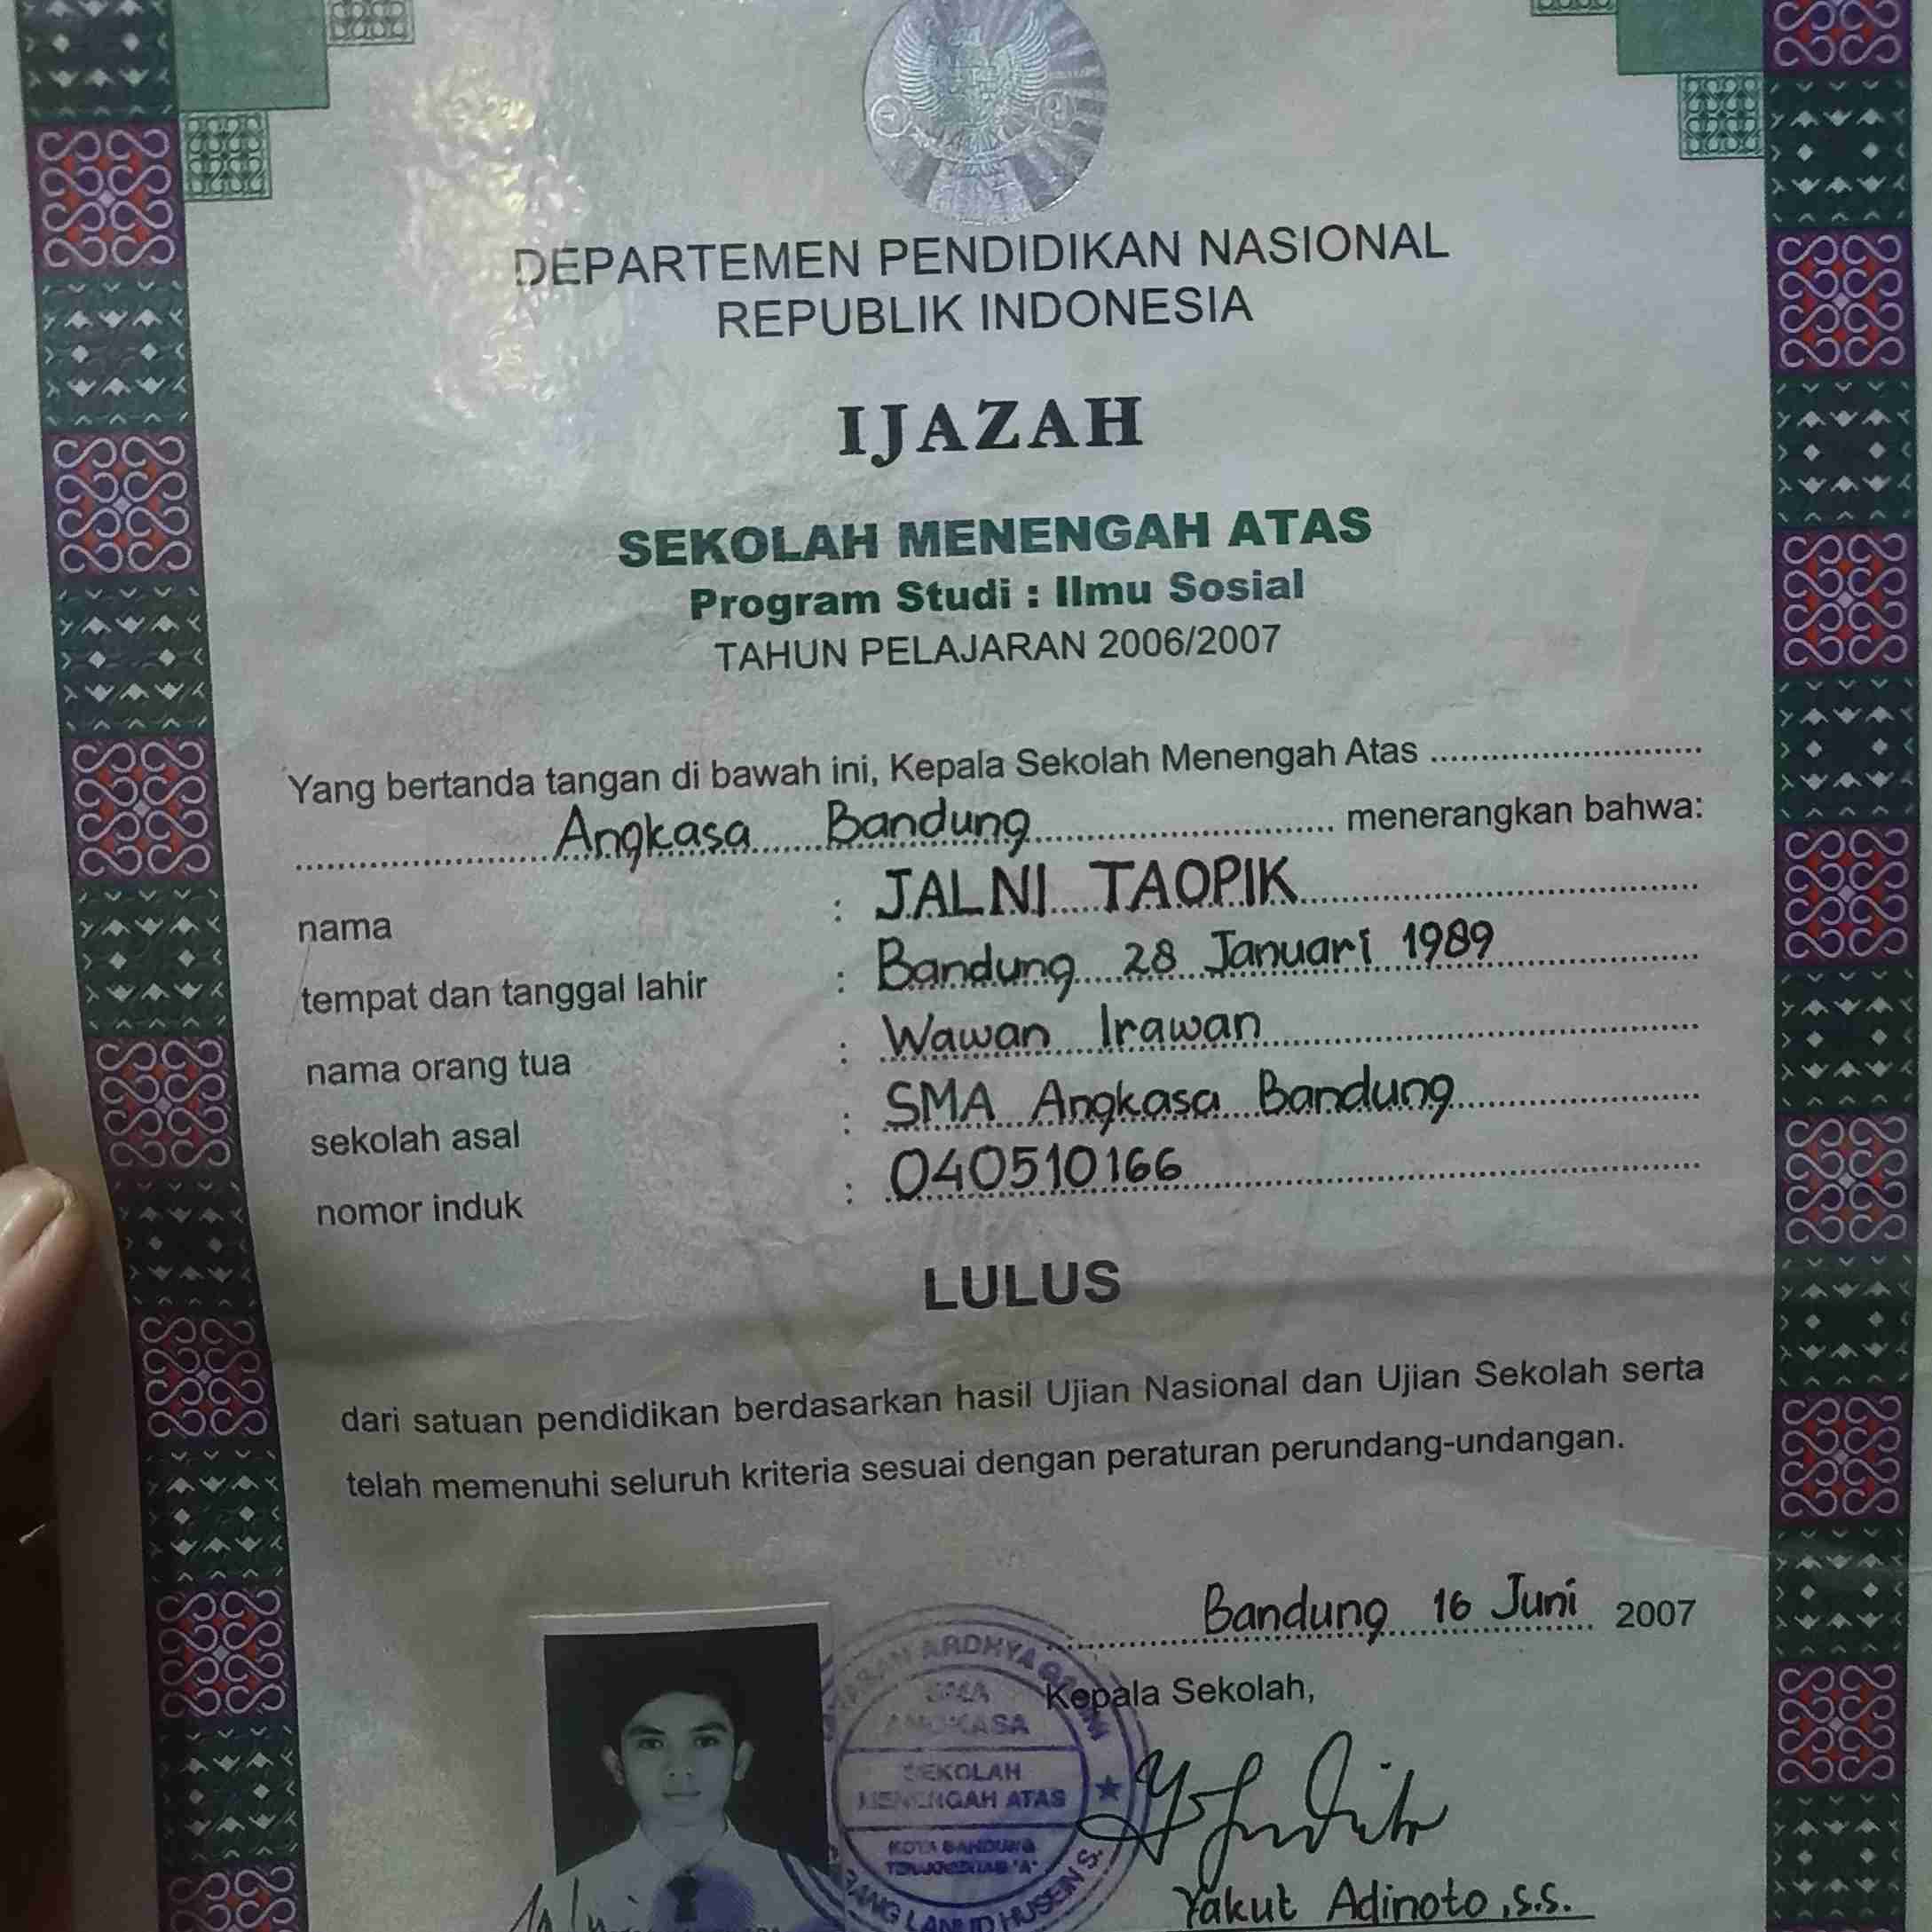 DEPARTEMEN PENDIDIKAN NASIONAL
REPUBLIK INDONESIA
IJAZAH
SEKOLAH MENENGAH ATAS
Program Studi : Ilmu Sosial
TAHUN PELAJARAN 2006/2007
Yang bertanda tangan di bawah ini, Kepala Sekolah Menengah Atas
Angkasa Bandung menerangkan bahwa:
nama : JALNI TAOPIK
tempat dan tanggal lahir : Bandung 28 Januari 1989
nama orang tua : Wawan Irawan
sekolah asal : SMA Angkasa Bandung
nomor induk : 040510166
LULUS
dari satuan pendidikan berdasarkan hasil Ujian Nasional dan Ujian Sekolah serta
telah memenuhi seluruh kriteria sesuai dengan peraturan perundang-undangan.
Bandung 16 Juni 2007
Kepala Sekolah,
ARDHYA
SMA
ANGKASA
SEKOLAH
MENENGAH ATAS
KOTA BANDUNG
LANUD HUSEIN S.
Yakut Adinoto, s.s.